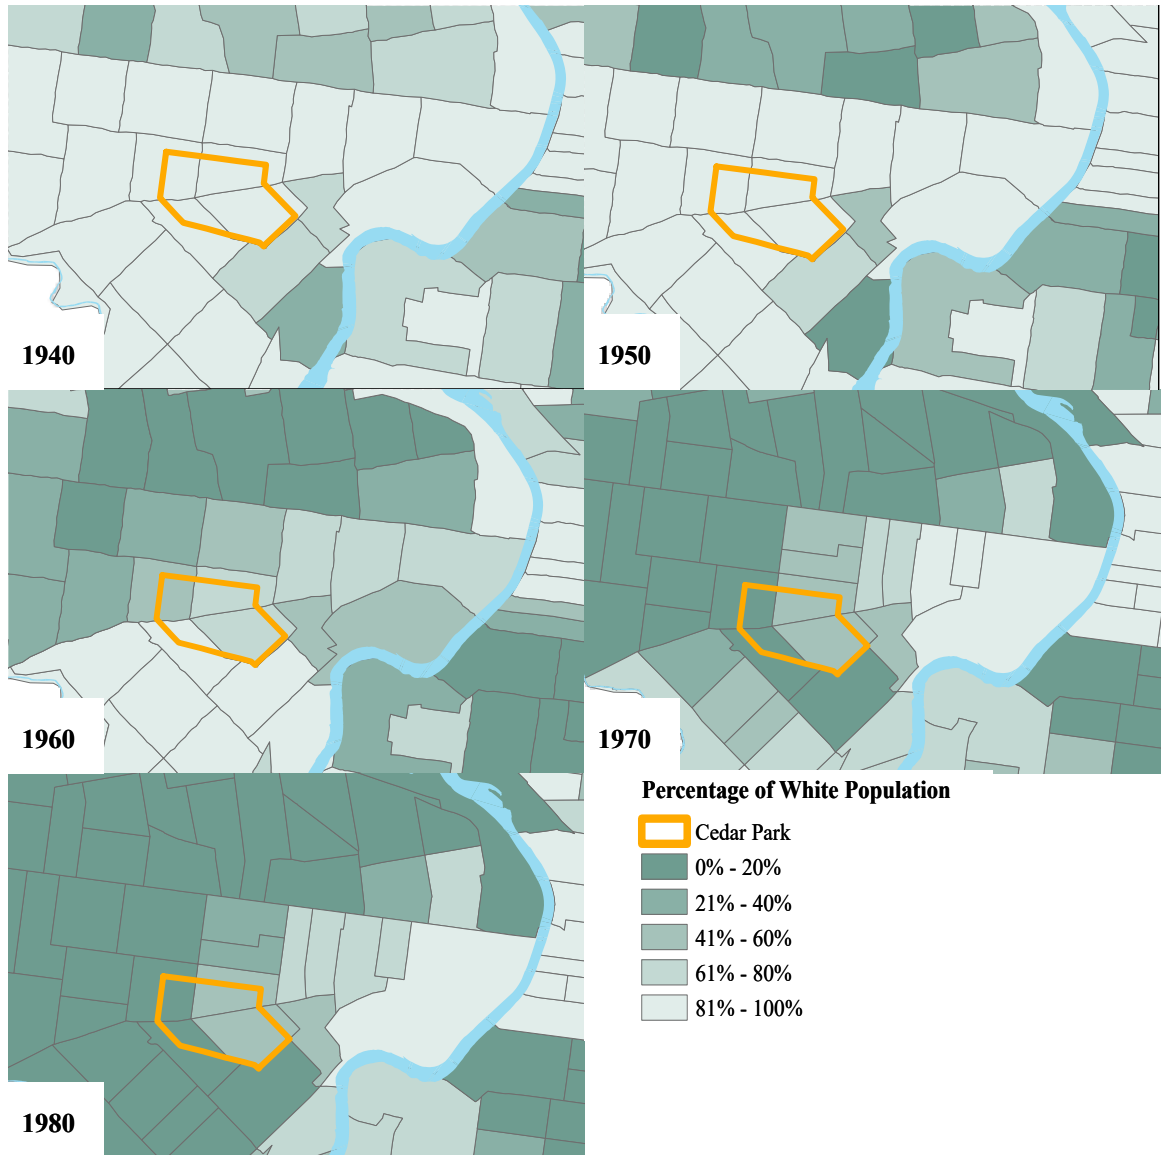 1940
1950
1960
1970
Percentage of White Population
Cedar Park
0% - 20%
21% - 40%
41% - 60%
61% - 80%
81% - 100%
1980